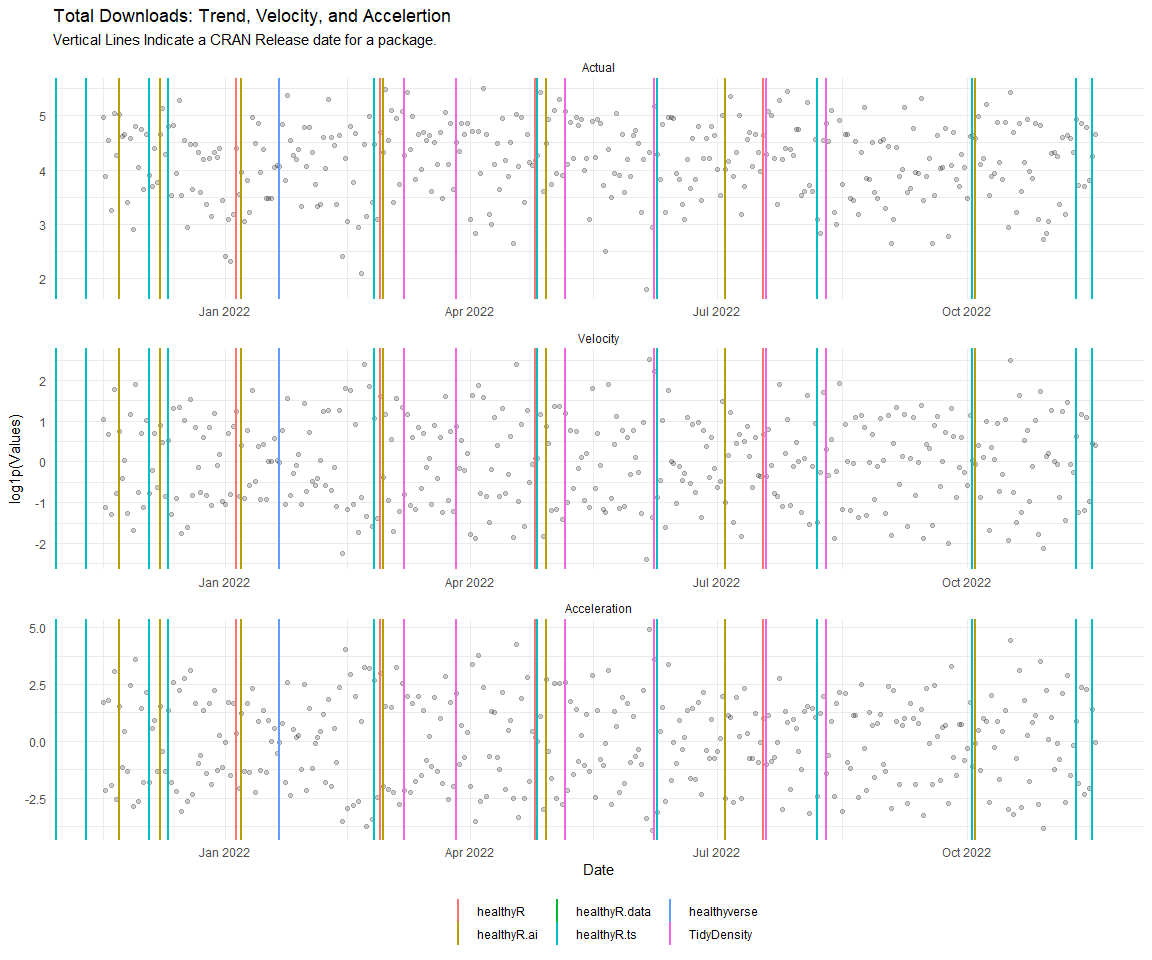 Total Downloads: Trend, Velocity, and Accelertion
Vertical Lines Indicate a CRAN Release date for a package.
Actual
5
4
3
2
Jan 2022 Apr 2022 Jul 2022 Oct 2022
Velocity
2
1
0
-1
-2
Jan 2022 Apr 2022 Jul 2022 Oct 2022
log1p(Values)
Acceleration
5.0
2.5
0.0
-2.5
Jan 2022 Apr 2022 Jul 2022 Oct 2022
Date
healthyR healthyR.data healthyverse
healthyR.ai healthyR.ts TidyDensity